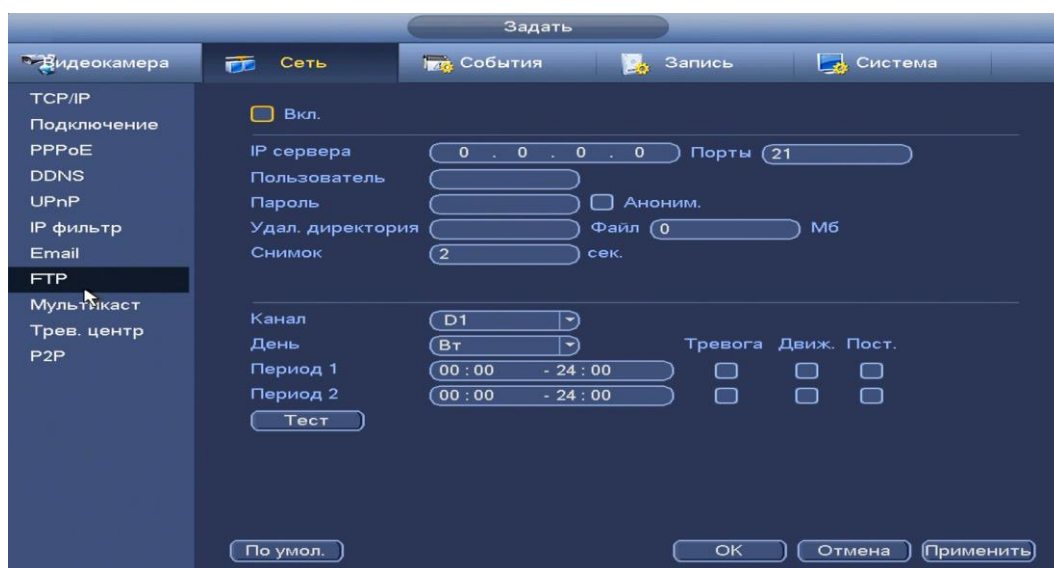 Задать
Видеокамера Сеть События Запись Система
TCP/IP
Подключение
PPPoE
DDNS
UPnP
IP фильтр
Email
FTP
Мультикаст
Трев. центр
P2P
Вкл.
IP сервера 0 . 0 . 0 . 0 Порты 21
Пользователь
Пароль Аноним.
Удал. директория Файл 0 Мб
Снимок 2 сек.
Канал D1
День Вт Тревога Движ. Пост.
Период 1 00 : 00 - 24 : 00
Период 2 00 : 00 - 24 : 00
Тест
По умол. OK Отмена Применить